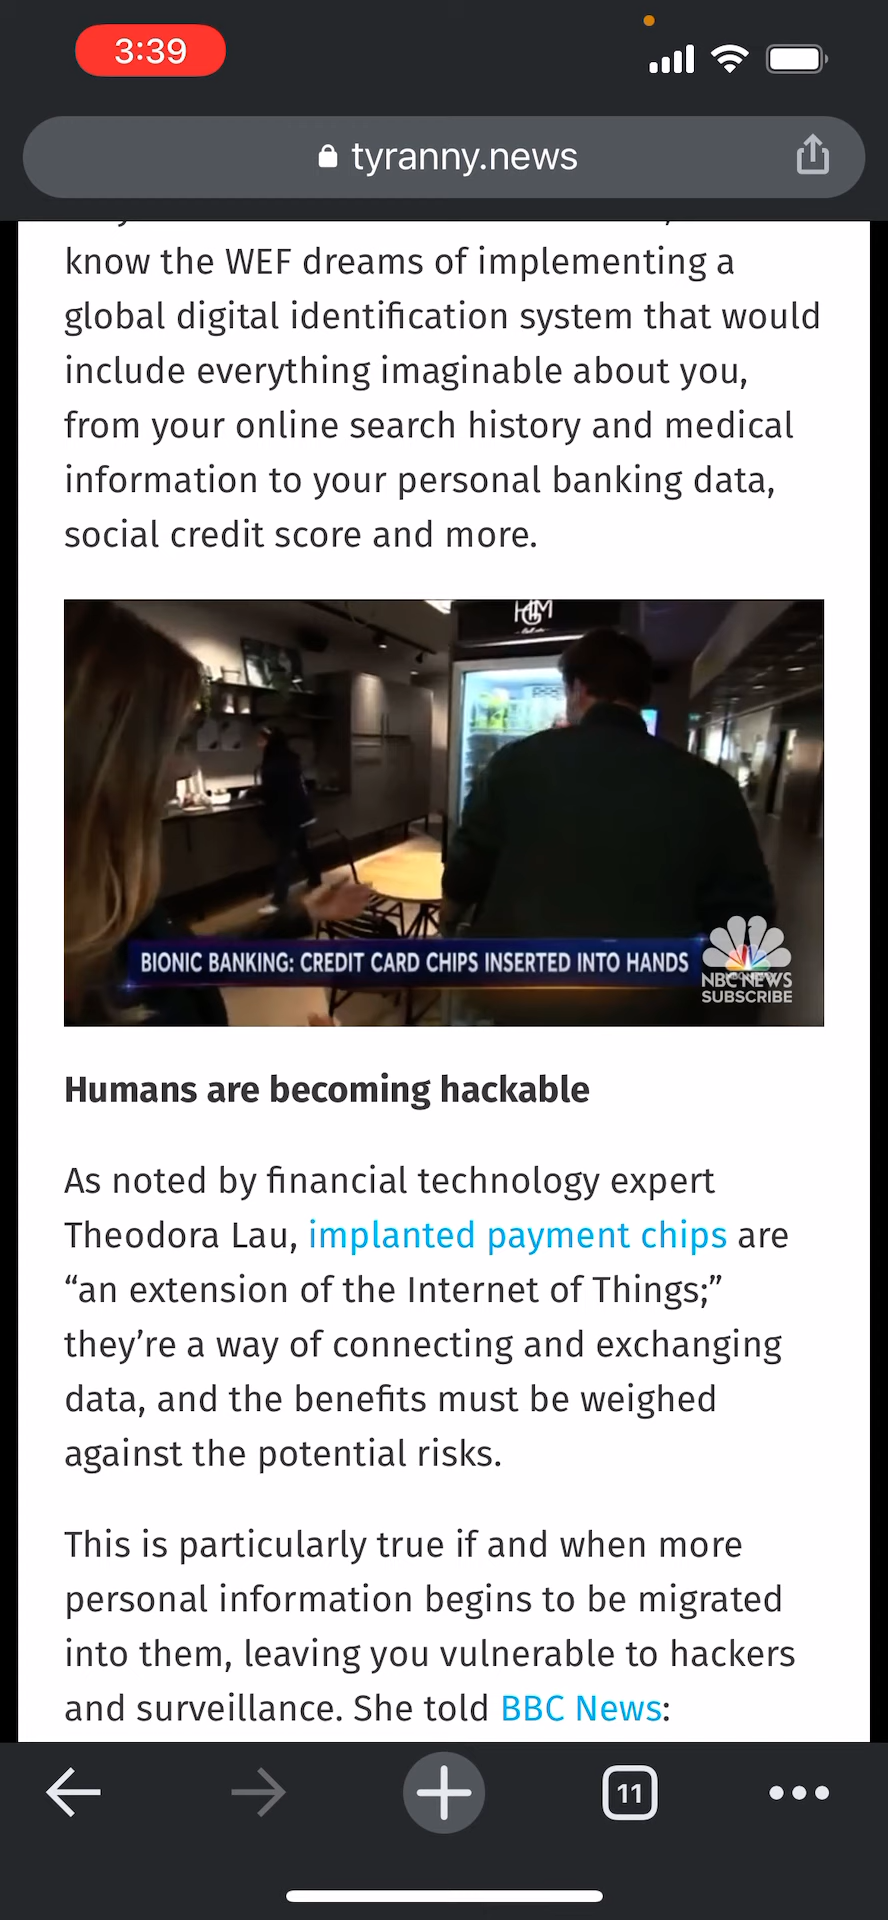 3:39
tyranny.news
know the WEF dreams of implementing a
global digital identification system that would
include everything imaginable about you,
from your online search history and medical
information to your personal banking data,
social credit score and more.
HGM
BIONIC BANKING: CREDIT CARD CHIPS INSERTED INTO HANDS
NBC NEWS
SUBSCRIBE
Humans are becoming hackable
As noted by financial technology expert
Theodora Lau, implanted payment chips are
“an extension of the Internet of Things;”
they’re a way of connecting and exchanging
data, and the benefits must be weighed
against the potential risks.
This is particularly true if and when more
personal information begins to be migrated
into them, leaving you vulnerable to hackers
and surveillance. She told BBC News:
11